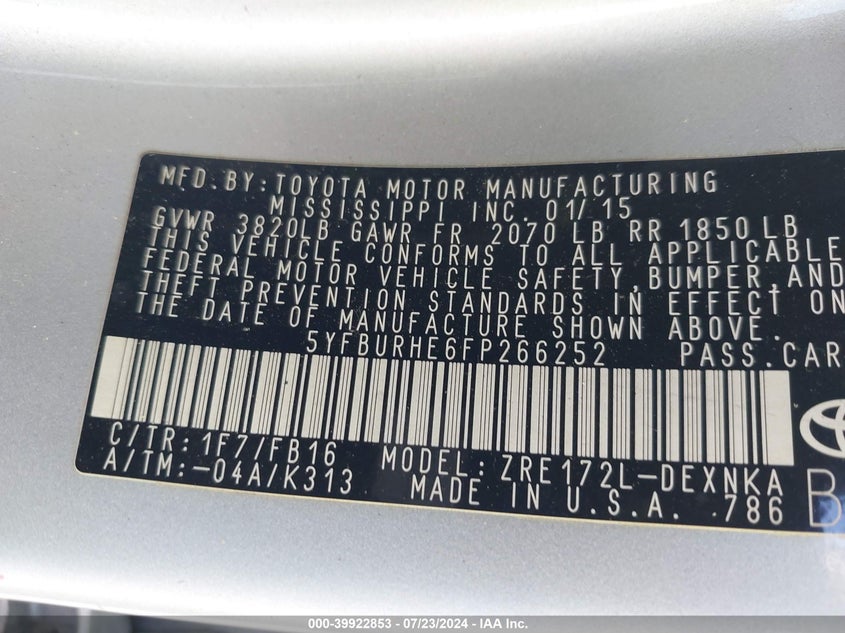 MFD.BY:TOYOTA MOTOR MANUFACTURING
MISSISSIPPI INC. 01/15
GVWR 3820LB GAWR FR 2070 LB RR 1850 LB
THIS VEHICLE CONFORMS TO ALL APPLICABLE
FEDERAL MOTOR VEHICLE SAFETY,BUMPER,AND
THEFT PREVENTION STANDARDS IN EFFECT ON
THE DATE OF MANUFACTURE SHOWN ABOVE.
5YFBURHE6FP266252 PASS.CAR
C/TR:1F7/FB16 MODEL:ZRE172L-DEXNKA
A/TM:-04A/K313 MADE IN U.S.A. 786
B
000-39922853 / 07/23/2024 - IAA Inc.